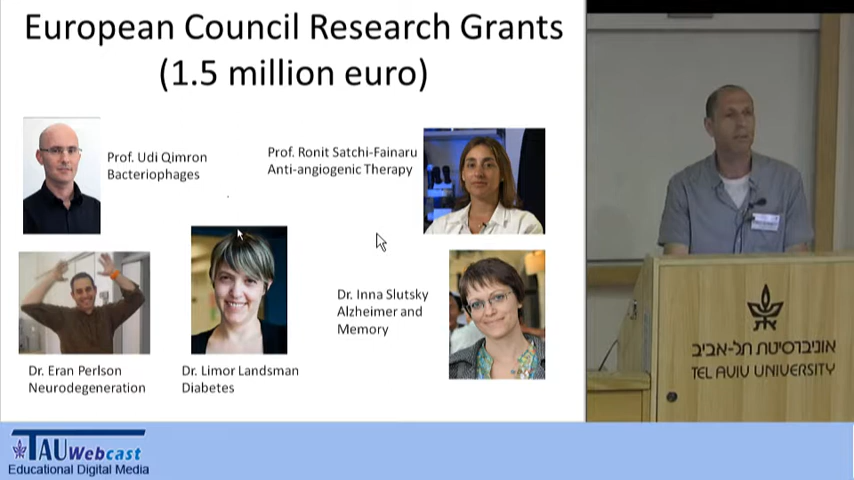 European Council Research Grants
(1.5 million euro)
Prof. Udi Qimron
Bacteriophages
Prof. Ronit Satchi-Fainaru
Anti-angiogenic Therapy
Dr. Inna Slutsky
Alzheimer and
Memory
Dr. Eran Perlson
Neurodegeneration
Dr. Limor Landsman
Diabetes
אוניברסיטת תל-אביב
TEL AVIV UNIVERSITY
TAU Webcast
Educational Digital Media